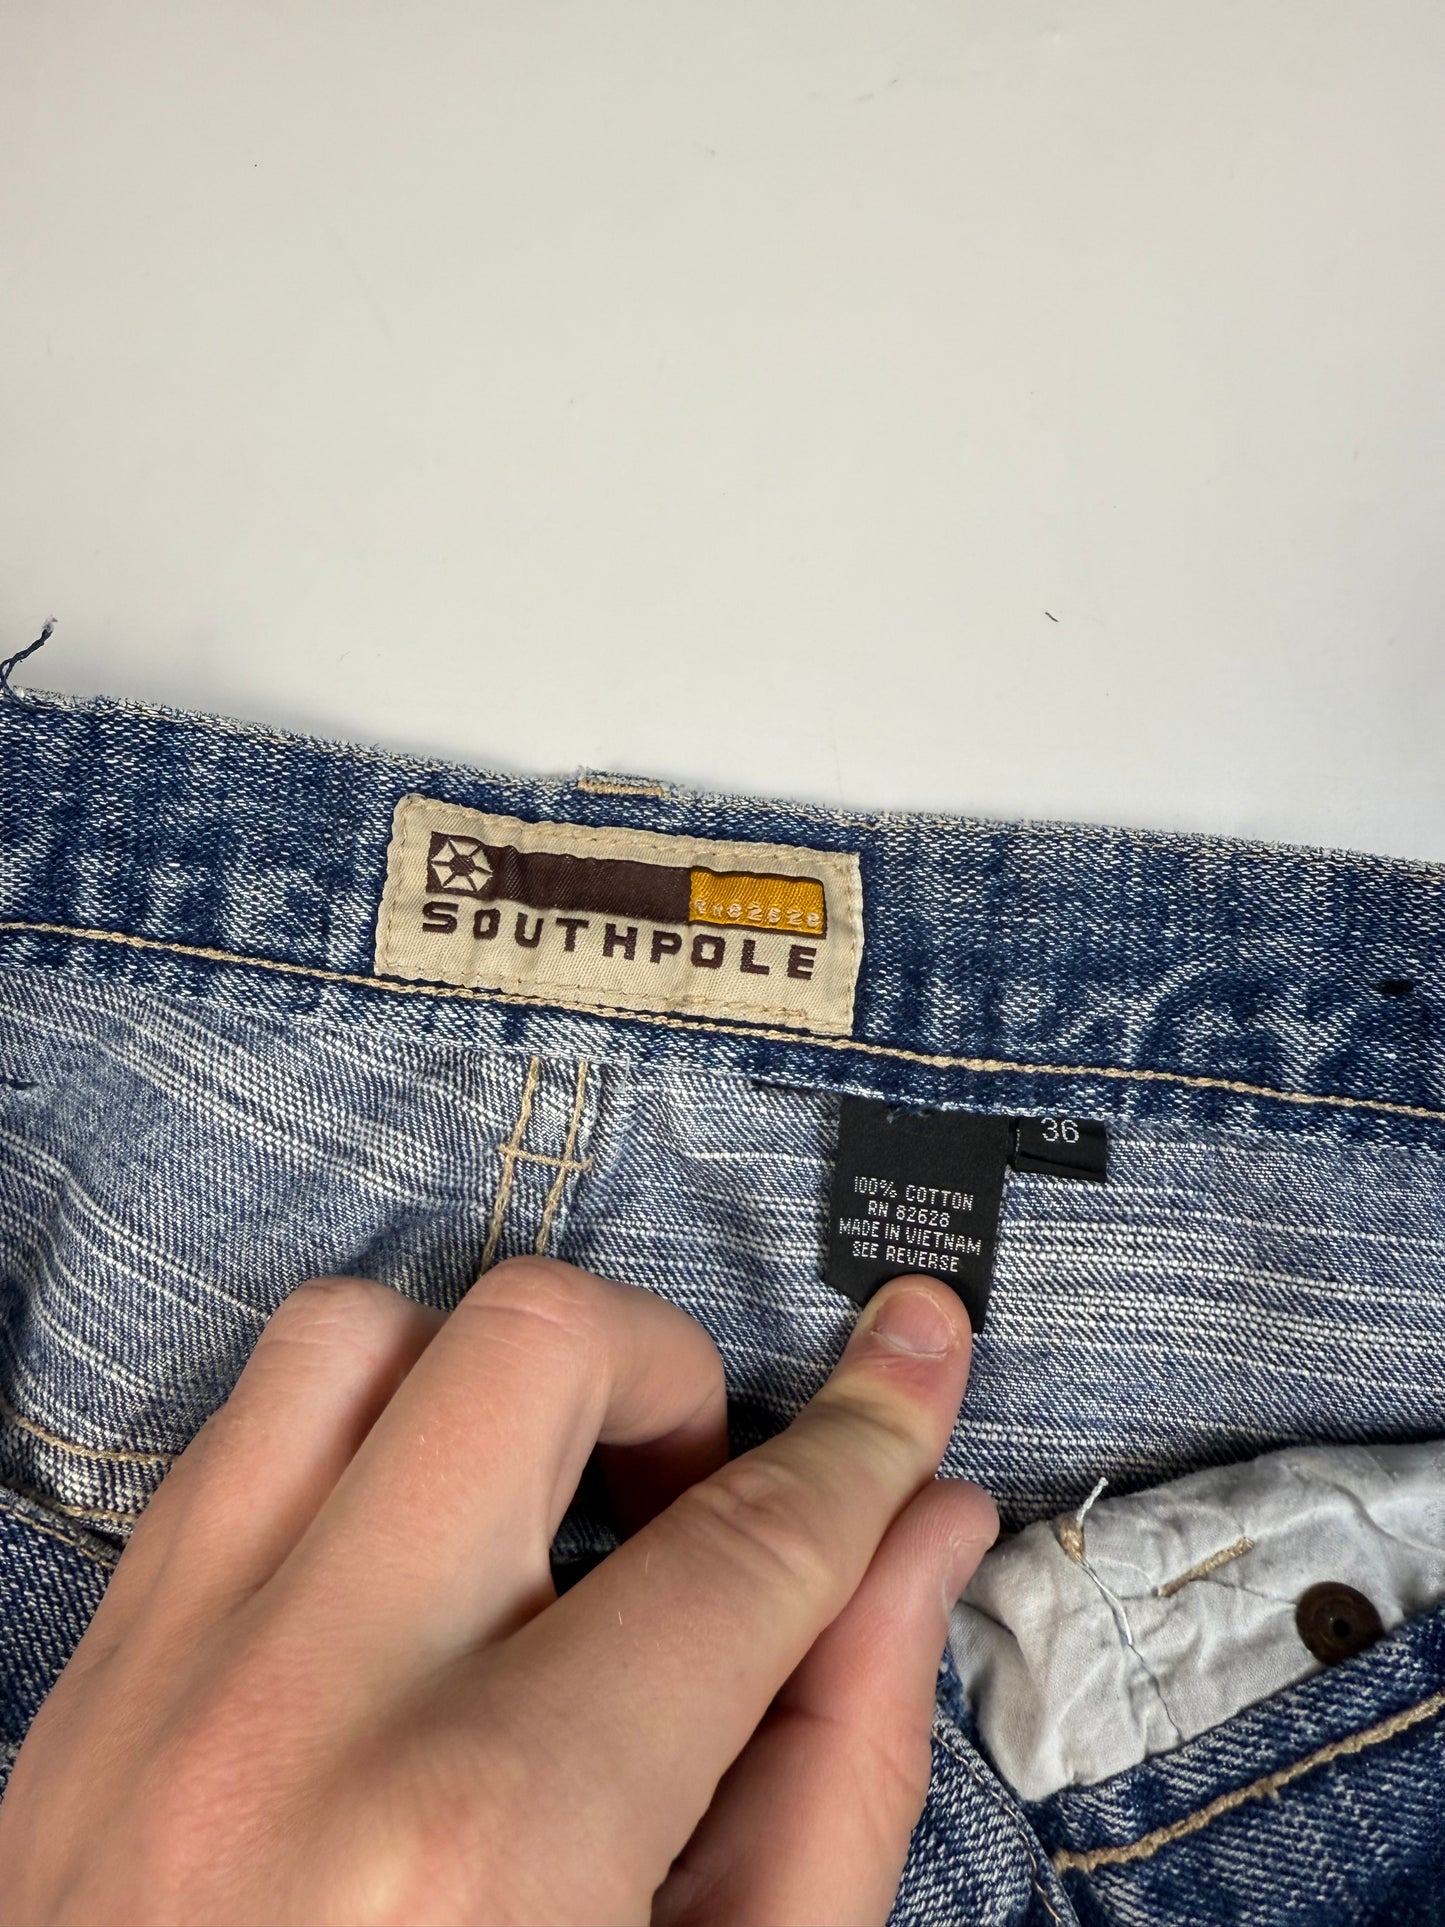 RN82628
SOUTHPOLE
36
100% COTTON
RN 82628
MADE IN VIETNAM
SEE REVERSE